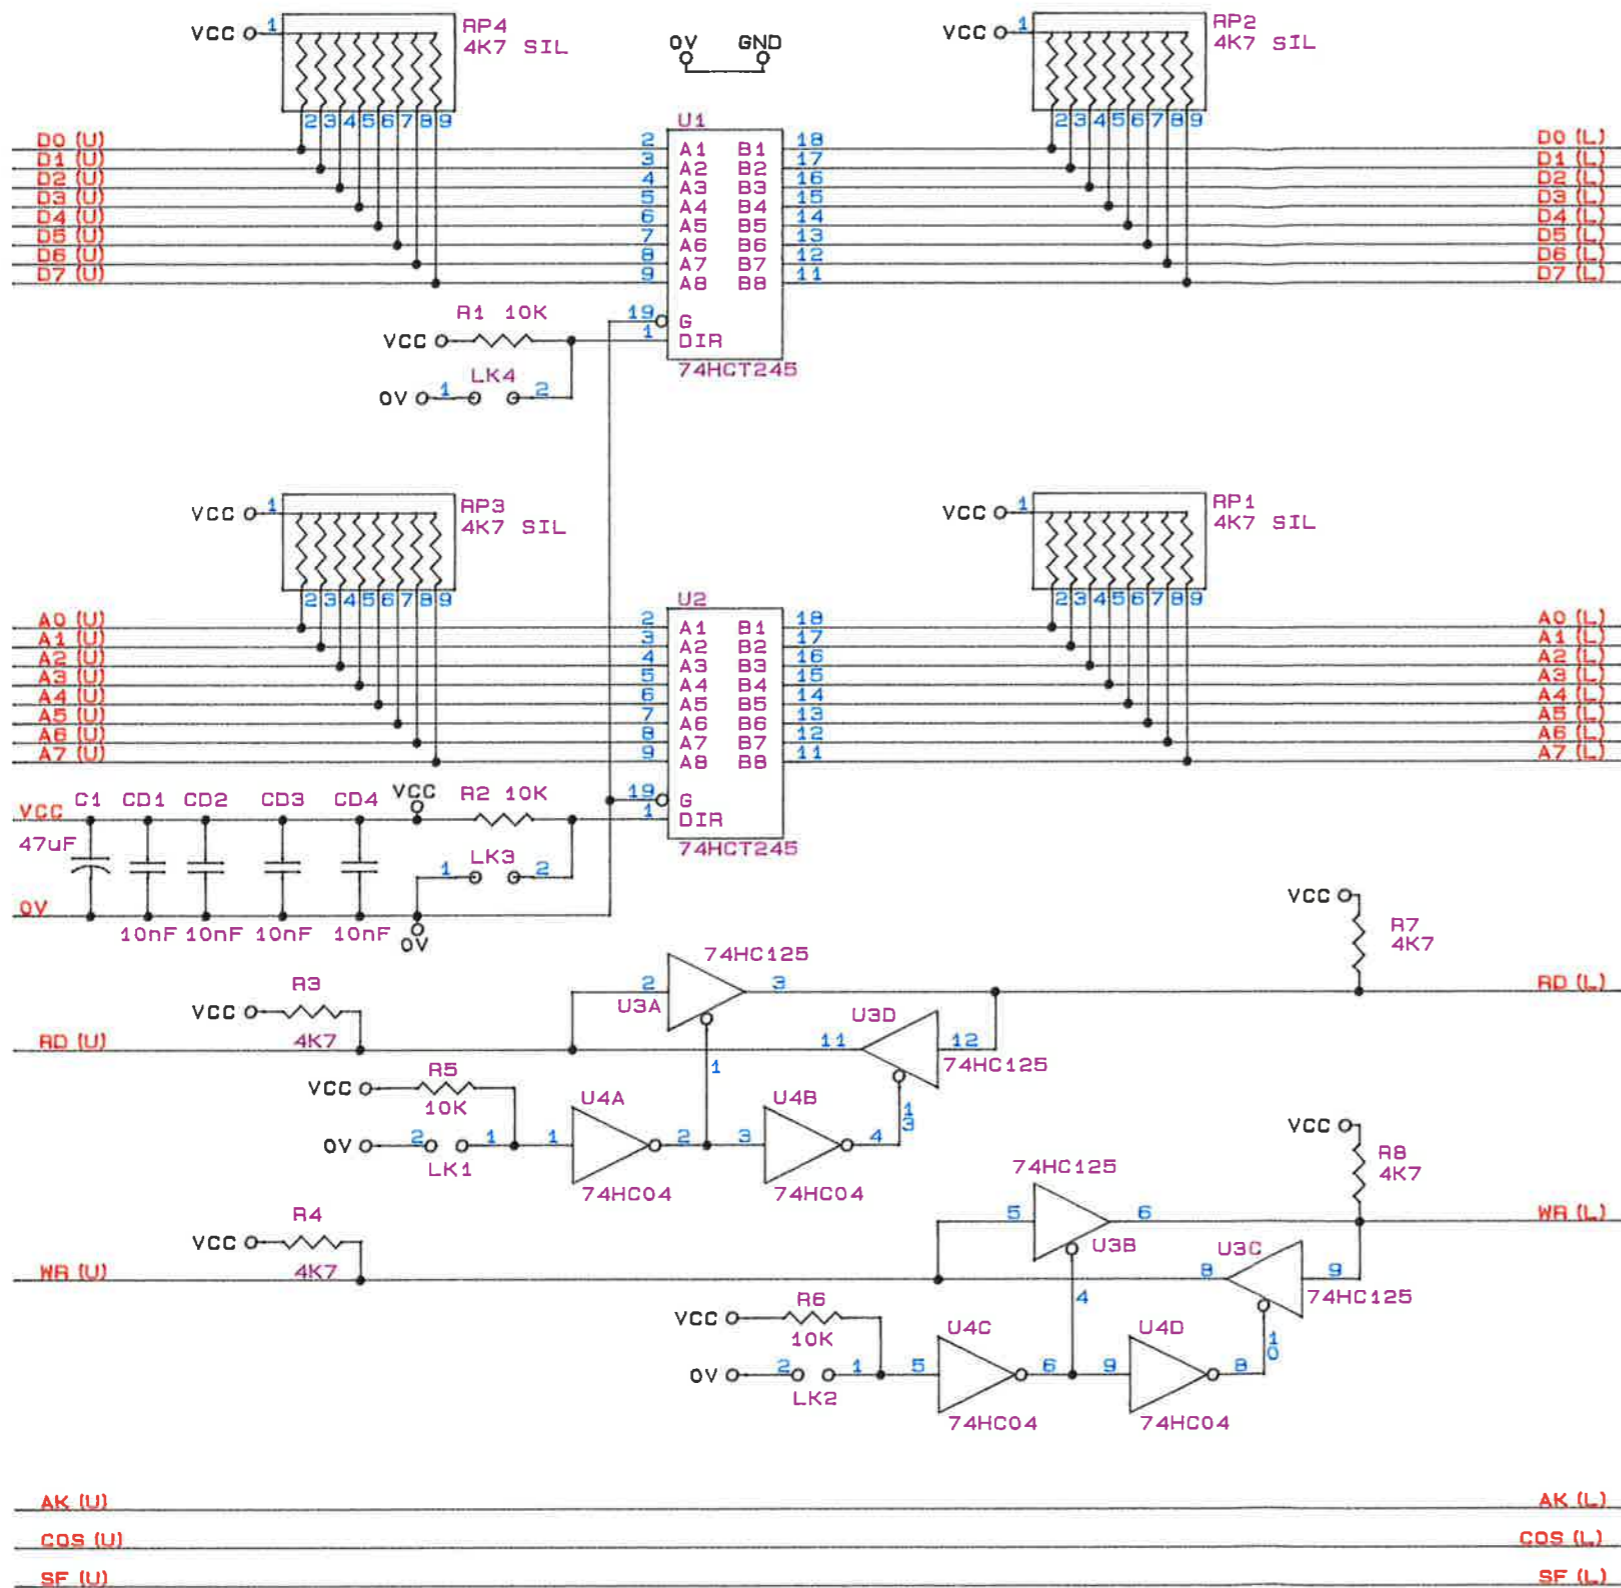 VCC 1 RP4
4K7 SIL
0V GND
VCC 1 RP2
4K7 SIL
2 3 4 5 6 7 8 9
2 3 4 5 6 7 8 9
U1
D0 (U) 2 A1 B1 18 D0 (L)
D1 (U) 3 A2 B2 17 D1 (L)
D2 (U) 4 A3 B3 16 D2 (L)
D3 (U) 5 A4 B4 15 D3 (L)
D4 (U) 6 A5 B5 14 D4 (L)
D5 (U) 7 A6 B6 13 D5 (L)
D6 (U) 8 A7 B7 12 D6 (L)
D7 (U) 9 A8 B8 11 D7 (L)
R1 10K 19 G
VCC 1 DIR
74HCT245
LK4
0V 1 2
VCC 1 RP3
4K7 SIL
VCC 1 RP1
4K7 SIL
2 3 4 5 6 7 8 9
2 3 4 5 6 7 8 9
U2
A0 (U) 2 A1 B1 18 A0 (L)
A1 (U) 3 A2 B2 17 A1 (L)
A2 (U) 4 A3 B3 16 A2 (L)
A3 (U) 5 A4 B4 15 A3 (L)
A4 (U) 6 A5 B5 14 A4 (L)
A5 (U) 7 A6 B6 13 A5 (L)
A6 (U) 8 A7 B7 12 A6 (L)
A7 (U) 9 A8 B8 11 A7 (L)
C1 CD1 CD2 CD3 CD4 VCC R2 10K 19 G
VCC 1 DIR
47uF
74HCT245
1 LK3 2
0V
10nF 10nF 10nF 10nF 0V
VCC R7
4K7
74HC125
R3 2 3 RD (L)
VCC U3A U3D
RD (U) 4K7 11 12
74HC125
1
VCC R5
10K
U4A U4B 13
0V 2 1 1 2 3 4
LK1
74HC04 74HC04
VCC R8
4K7
74HC125
R4 5 6 WR (L)
VCC U3B U3C
WR (U) 4K7 8 9
74HC125
4
R6
VCC 10K
U4C U4D 10
0V 2 1 5 6 9 8
LK2
74HC04 74HC04
AK (U) AK (L)
COS (U) COS (L)
SF (U) SF (L)